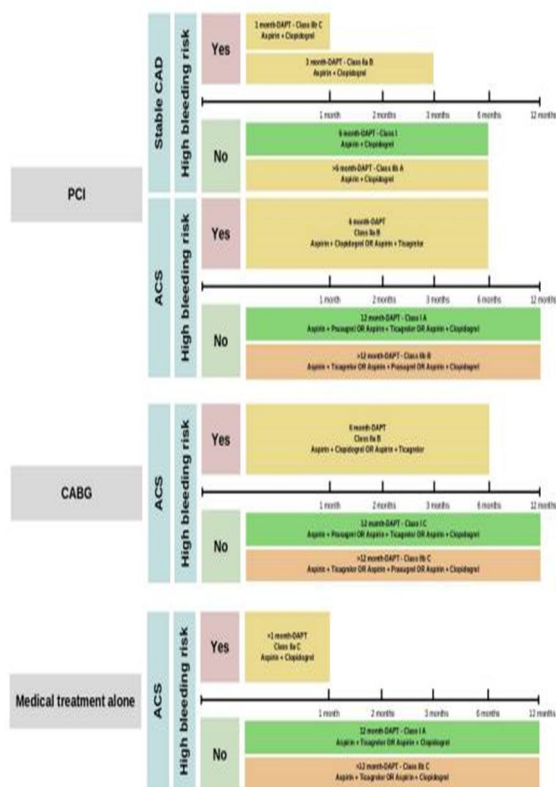 PCI
Stable CAD
High bleeding risk
Yes
1 month-DAPT - Class IIb C
Aspirin + Clopidogrel
3 month-DAPT - Class IIa B
Aspirin + Clopidogrel
1 month
2 months
3 months
6 months
12 months
No
6 month-DAPT - Class I
Aspirin + Clopidogrel
>6 month-DAPT - Class IIb A
Aspirin + Clopidogrel
ACS
High bleeding risk
Yes
6 month-DAPT
Class IIa B
Aspirin + Clopidogrel OR Aspirin + Ticagrelor
1 month
2 months
3 months
6 months
12 months
No
12 month-DAPT - Class I A
Aspirin + Prasugrel OR Aspirin + Ticagrelor OR Aspirin + Clopidogrel
>12 month-DAPT - Class IIb B
Aspirin + Ticagrelor OR Aspirin + Prasugrel OR Aspirin + Clopidogrel
CABG
ACS
High bleeding risk
Yes
6 month-DAPT
Class IIa B
Aspirin + Clopidogrel OR Aspirin + Ticagrelor
1 month
2 months
3 months
6 months
12 months
No
12 month-DAPT - Class I C
Aspirin + Prasugrel OR Aspirin + Ticagrelor OR Aspirin + Clopidogrel
>12 month-DAPT - Class IIb C
Aspirin + Ticagrelor OR Aspirin + Prasugrel OR Aspirin + Clopidogrel
Medical treatment alone
ACS
High bleeding risk
Yes
>1 month-DAPT
Class IIa C
Aspirin + Clopidogrel
1 month
2 months
3 months
6 months
12 months
No
12 month-DAPT - Class I A
Aspirin + Ticagrelor OR Aspirin + Clopidogrel
>12 month-DAPT - Class IIb C
Aspirin + Ticagrelor OR Aspirin + Clopidogrel